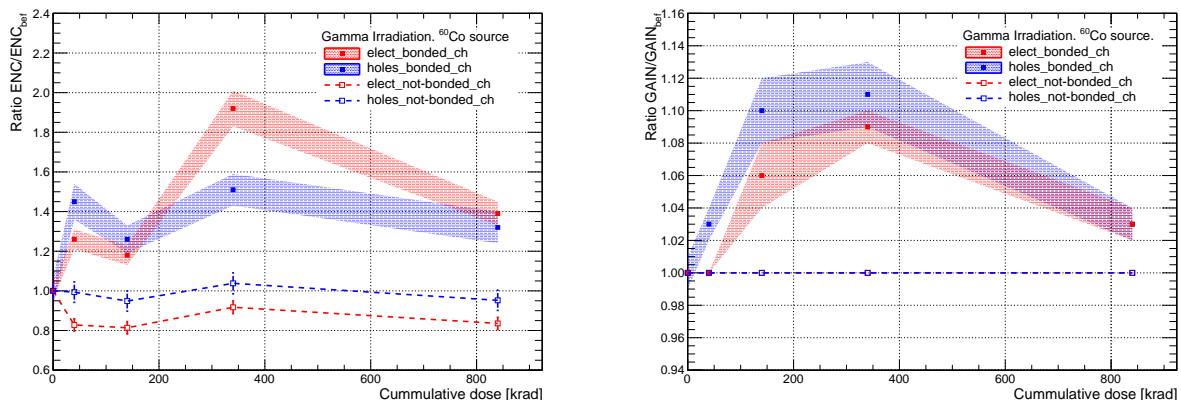 Ratio ENC/ENC_bef
2.4
2.2
2.0
1.8
1.6
1.4
1.2
1.0
0.8
0.6
Gamma Irradiation. ⁶⁰Co source
elect_bonded_ch
holes_bonded_ch
elect_not-bonded_ch
holes_not-bonded_ch
0 200 400 600 800
Cummulative dose [krad]
Ratio GAIN/GAIN_bef
1.16
1.14
1.12
1.10
1.08
1.06
1.04
1.02
1.00
0.98
0.96
0.94
Gamma Irradiation. ⁶⁰Co source.
elect_bonded_ch
holes_bonded_ch
elect_not-bonded_ch
holes_not-bonded_ch
0 200 400 600 800
Cummulative dose [krad]